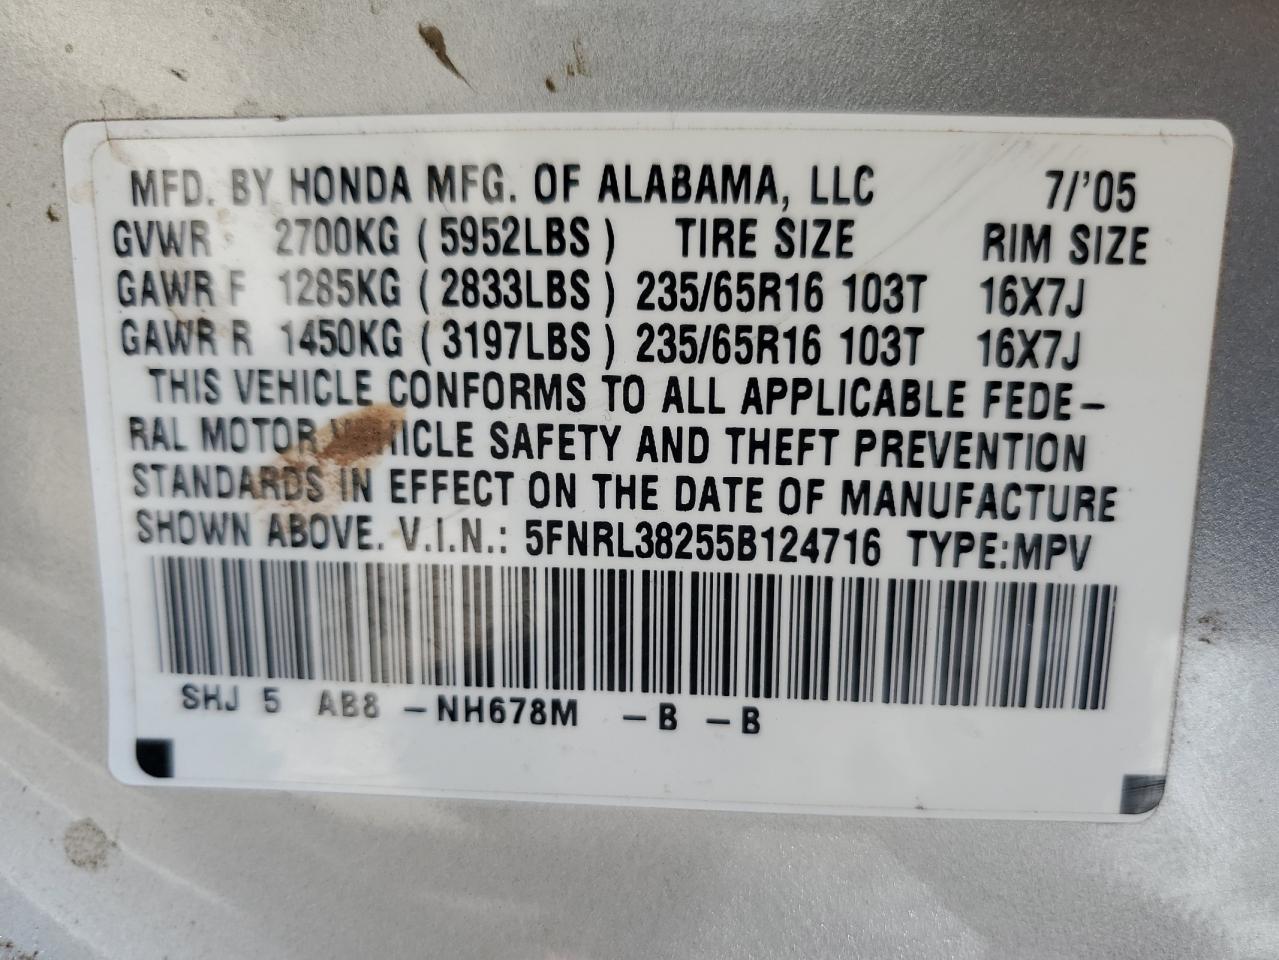 MFD. BY HONDA MFG. OF ALABAMA, LLC 7/'05
GVWR 2700KG ( 5952LBS ) TIRE SIZE RIM SIZE
GAWR F 1285KG ( 2833LBS ) 235/65R16 103T 16X7J
GAWR R 1450KG ( 3197LBS ) 235/65R16 103T 16X7J
THIS VEHICLE CONFORMS TO ALL APPLICABLE FEDE-
RAL MOTOR VEHICLE SAFETY AND THEFT PREVENTION
STANDARDS IN EFFECT ON THE DATE OF MANUFACTURE
SHOWN ABOVE. V.I.N.: 5FNRL38255B124716 TYPE:MPV
SHJ 5 AB8 -NH678M -B -B